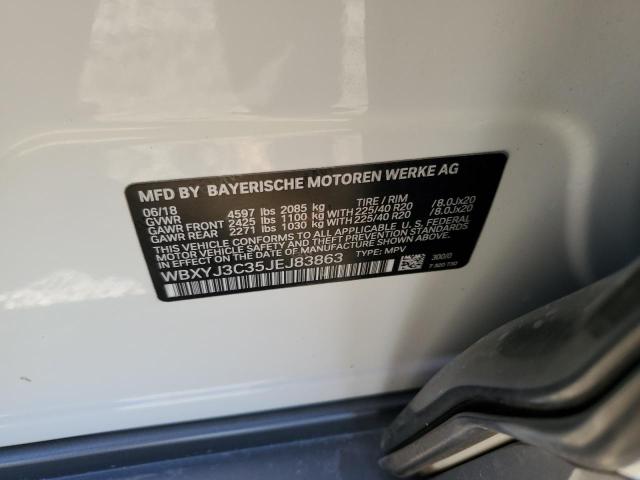 MFD BY BAYERISCHE MOTOREN WERKE AG
06/18 TIRE / RIM
GVWR 4597 lbs 2085 kg
GAWR FRONT 2425 lbs 1100 kg WITH 225/40 R20 /8.0Jx20
GAWR REAR 2271 lbs 1030 kg WITH 225/40 R20 /8.0Jx20
THIS VEHICLE CONFORMS TO ALL APPLICABLE U.S. FEDERAL
MOTOR VEHICLE SAFETY STANDARDS IN
EFFECT ON THE DATE OF MANUFACTURE SHOWN ABOVE.
WBXYJ3C35JEJ83863 TYPE: MPV 300/0